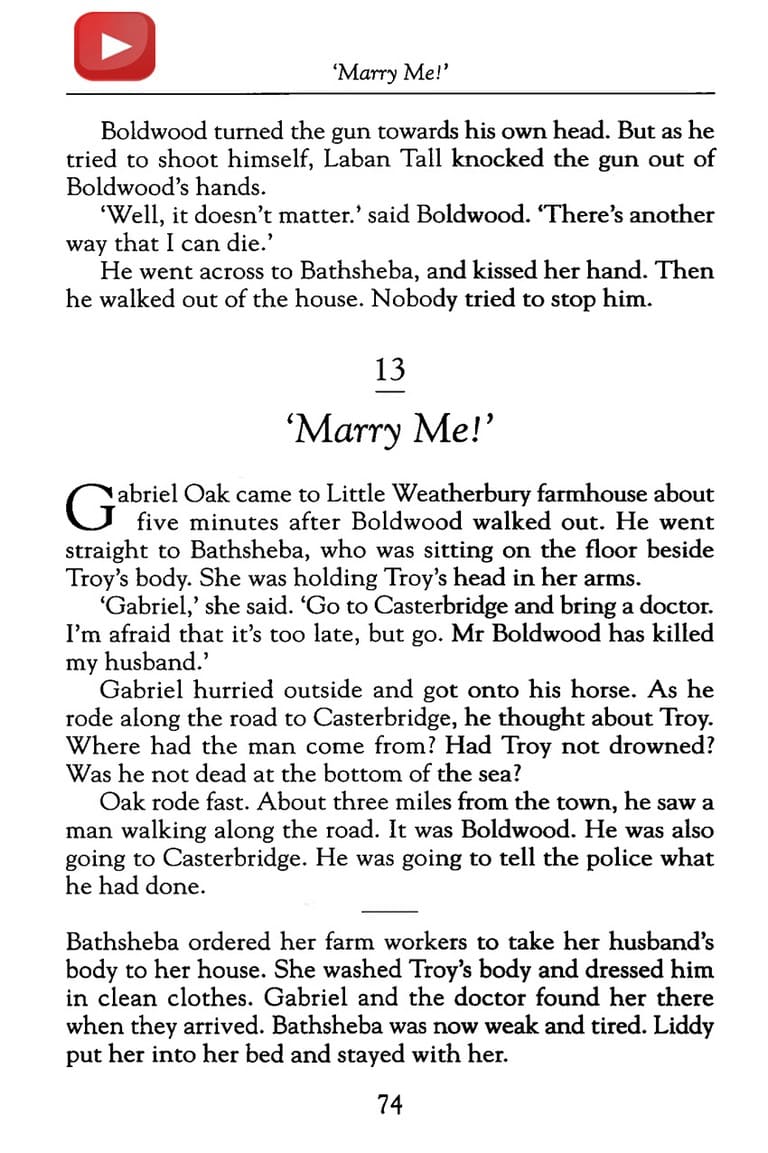 ‘Marry Me!’
Boldwood turned the gun towards his own head. But as he
tried to shoot himself, Laban Tall knocked the gun out of
Boldwood’s hands.
‘Well, it doesn’t matter.’ said Boldwood. ‘There’s another
way that I can die.’
He went across to Bathsheba, and kissed her hand. Then
he walked out of the house. Nobody tried to stop him.
13
‘Marry Me!’
Gabriel Oak came to Little Weatherbury farmhouse about
five minutes after Boldwood walked out. He went
straight to Bathsheba, who was sitting on the floor beside
Troy’s body. She was holding Troy’s head in her arms.
‘Gabriel,’ she said. ‘Go to Casterbridge and bring a doctor.
I’m afraid that it’s too late, but go. Mr Boldwood has killed
my husband.’
Gabriel hurried outside and got onto his horse. As he
rode along the road to Casterbridge, he thought about Troy.
Where had the man come from? Had Troy not drowned?
Was he not dead at the bottom of the sea?
Oak rode fast. About three miles from the town, he saw a
man walking along the road. It was Boldwood. He was also
going to Casterbridge. He was going to tell the police what
he had done.
Bathsheba ordered her farm workers to take her husband’s
body to her house. She washed Troy’s body and dressed him
in clean clothes. Gabriel and the doctor found her there
when they arrived. Bathsheba was now weak and tired. Liddy
put her into her bed and stayed with her.
74